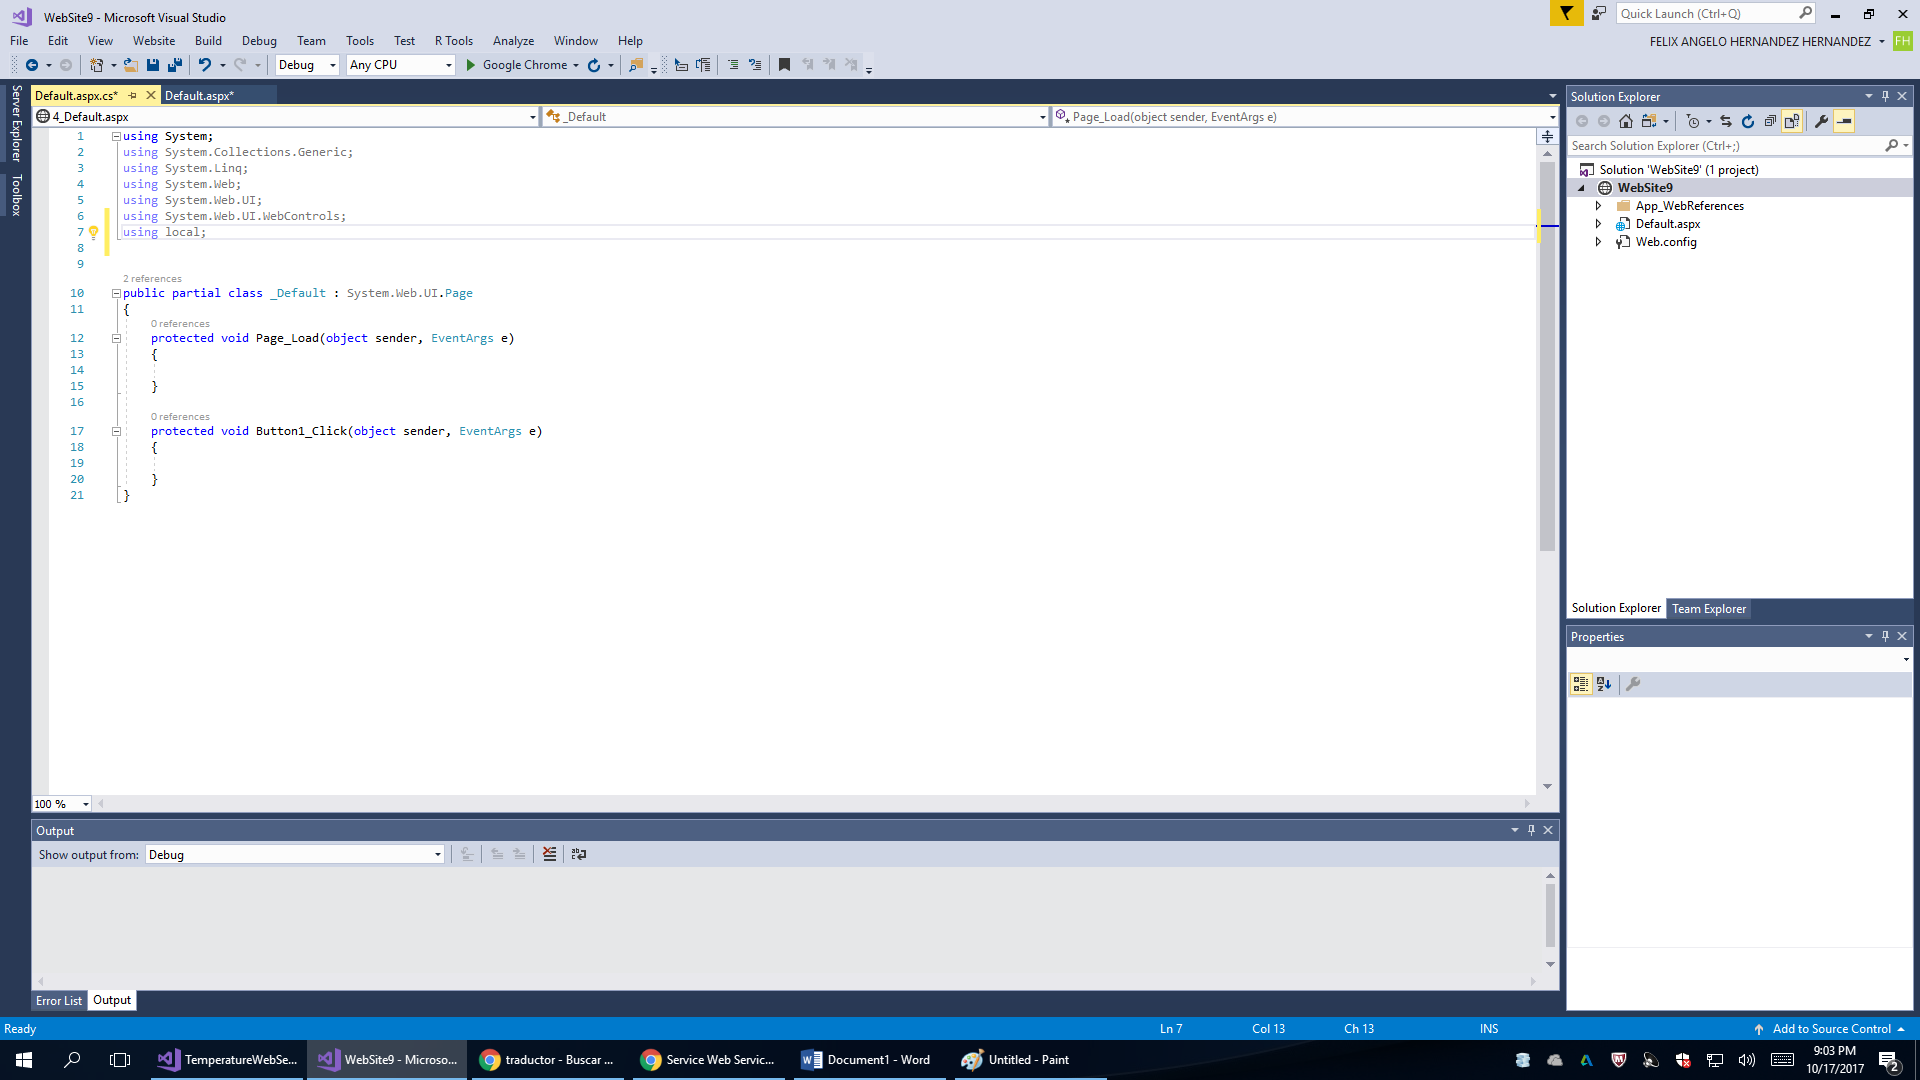 WebSite9 - Microsoft Visual Studio
Quick Launch (Ctrl+Q)
File Edit View Website Build Debug Team Tools Test R Tools Analyze Window Help
FELIX ANGELO HERNANDEZ HERNANDEZ FH
Debug Any CPU Google Chrome
Server Explorer
Toolbox
Default.aspx.cs* Default.aspx*
4_Default.aspx _Default Page_Load(object sender, EventArgs e)
1 using System;
2 using System.Collections.Generic;
3 using System.Linq;
4 using System.Web;
5 using System.Web.UI;
6 using System.Web.UI.WebControls;
7 using local;
8
9
2 references
10 public partial class _Default : System.Web.UI.Page
11 {
0 references
12 protected void Page_Load(object sender, EventArgs e)
13 {
14
15 }
16
0 references
17 protected void Button1_Click(object sender, EventArgs e)
18 {
19
20 }
21 }
100 %
Output
Show output from: Debug
Error List Output
Solution Explorer
Search Solution Explorer (Ctrl+;)
Solution 'WebSite9' (1 project)
WebSite9
App_WebReferences
Default.aspx
Web.config
Solution Explorer Team Explorer
Properties
Ready Ln 7 Col 13 Ch 13 INS Add to Source Control
TemperatureWebSe... WebSite9 - Microso... traductor - Buscar ... Service Web Servic... Document1 - Word Untitled - Paint
9:03 PM
10/17/2017
2